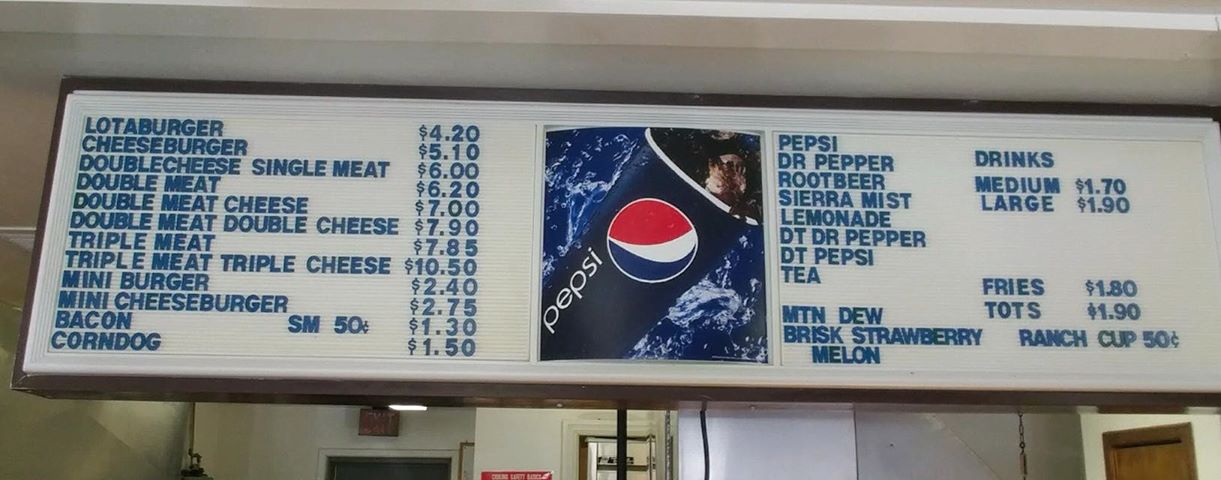 LOTABURGER $4.20
CHEESEBURGER $5.10
DOUBLECHEESE SINGLE MEAT $6.00
DOUBLE MEAT $6.20
DOUBLE MEAT CHEESE $7.00
DOUBLE MEAT DOUBLE CHEESE $7.90
TRIPLE MEAT $7.85
TRIPLE MEAT TRIPLE CHEESE $10.50
MINI BURGER $2.40
MINI CHEESEBURGER $2.75
BACON SM 50¢ $1.30
CORNDOG $1.50
pepsi
PEPSI
DR PEPPER DRINKS
ROOTBEER MEDIUM $1.70
SIERRA MIST LARGE $1.90
LEMONADE
DT DR PEPPER
DT PEPSI
TEA FRIES $1.80
MTN DEW TOTS $1.90
BRISK STRAWBERRY RANCH CUP 50¢
MELON
EXIT
COOKING SAFETY BASICS